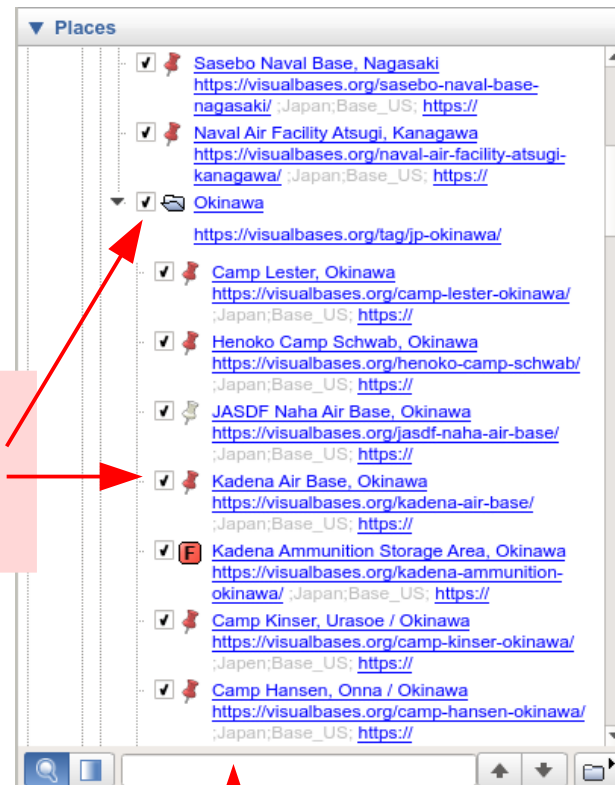 Places
Sasebo Naval Base, Nagasaki
https://visualbases.org/sasebo-naval-base-
nagasaki/ ;Japan;Base_US; https://
Naval Air Facility Atsugi, Kanagawa
https://visualbases.org/naval-air-facility-atsugi-
kanagawa/ ;Japan;Base_US; https://
Okinawa
https://visualbases.org/tag/jp-okinawa/
Camp Lester, Okinawa
https://visualbases.org/camp-lester-okinawa/
;Japan;Base_US; https://
Henoko Camp Schwab, Okinawa
https://visualbases.org/henoko-camp-schwab/
;Japan;Base_US; https://
JASDF Naha Air Base, Okinawa
https://visualbases.org/jasdf-naha-air-base/
;Japan;Base_US; https://
Kadena Air Base, Okinawa
https://visualbases.org/kadena-air-base/
;Japan;Base_US; https://
F Kadena Ammunition Storage Area, Okinawa
https://visualbases.org/kadena-ammunition-
okinawa/ ;Japan;Base_US; https://
Camp Kinser, Urasoe / Okinawa
https://visualbases.org/camp-kinser-okinawa/
;Japen;Base_US; https://
Camp Hansen, Onna / Okinawa
https://visualbases.org/camp-hansen-okinawa/
;Japan;Base_US; https://